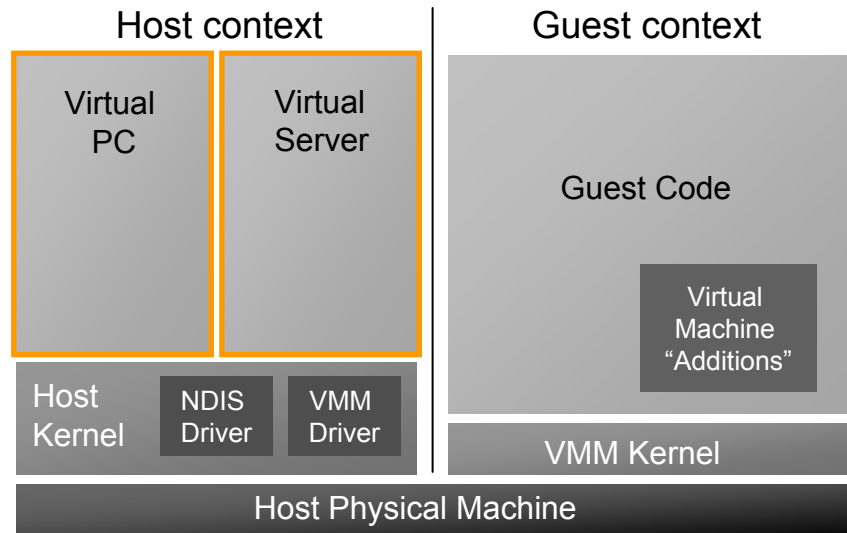 Host context
Guest context
Virtual
PC
Virtual
Server
Guest Code
Virtual
Machine
“Additions”
Host
Kernel
NDIS
Driver
VMM
Driver
VMM Kernel
Host Physical Machine